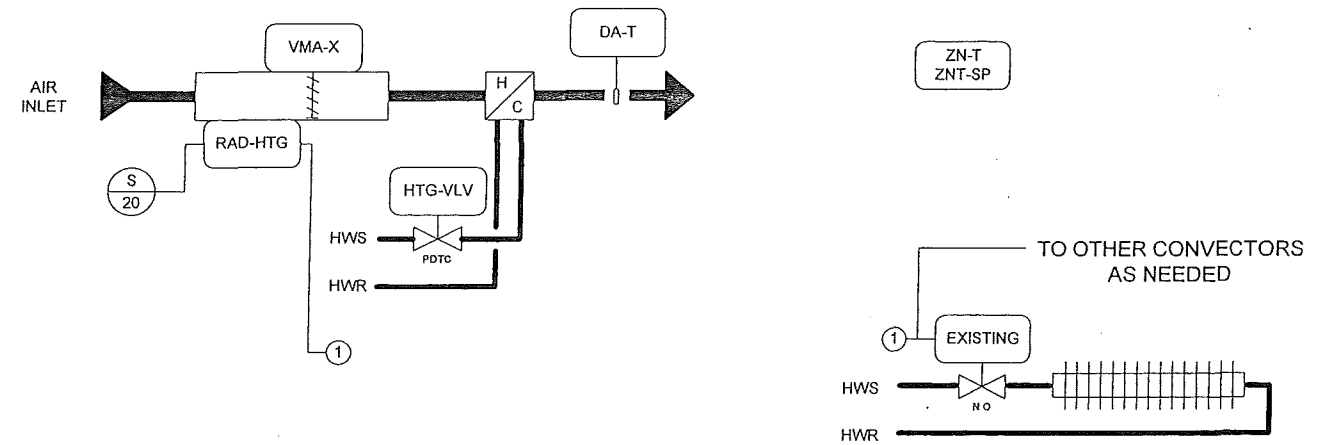 VMA-X
DA-T
ZN-T
ZNT-SP
AIR
INLET
H
C
RAD-HTG
S
20
HTG-VLV
HWS
PDTC
HWR
1
TO OTHER CONVECTORS
AS NEEDED
1
EXISTING
HWS
N O
HWR